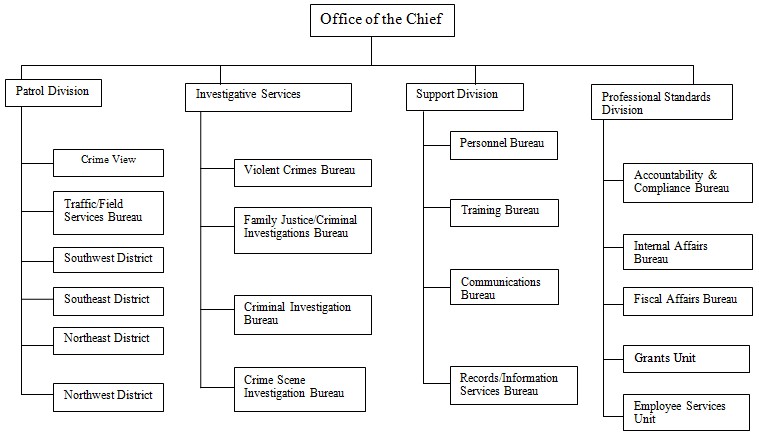 Office of the Chief
Patrol Division
Crime View
Traffic/Field
Services Bureau
Southwest District
Southeast District
Northeast District
Northwest District
Investigative Services
Violent Crimes Bureau
Family Justice/Criminal
Investigations Bureau
Criminal Investigation
Bureau
Crime Scene
Investigation Bureau
Support Division
Personnel Bureau
Training Bureau
Communications
Bureau
Records/Information
Services Bureau
Professional Standards
Division
Accountability &
Compliance Bureau
Internal Affairs
Bureau
Fiscal Affairs Bureau
Grants Unit
Employee Services
Unit